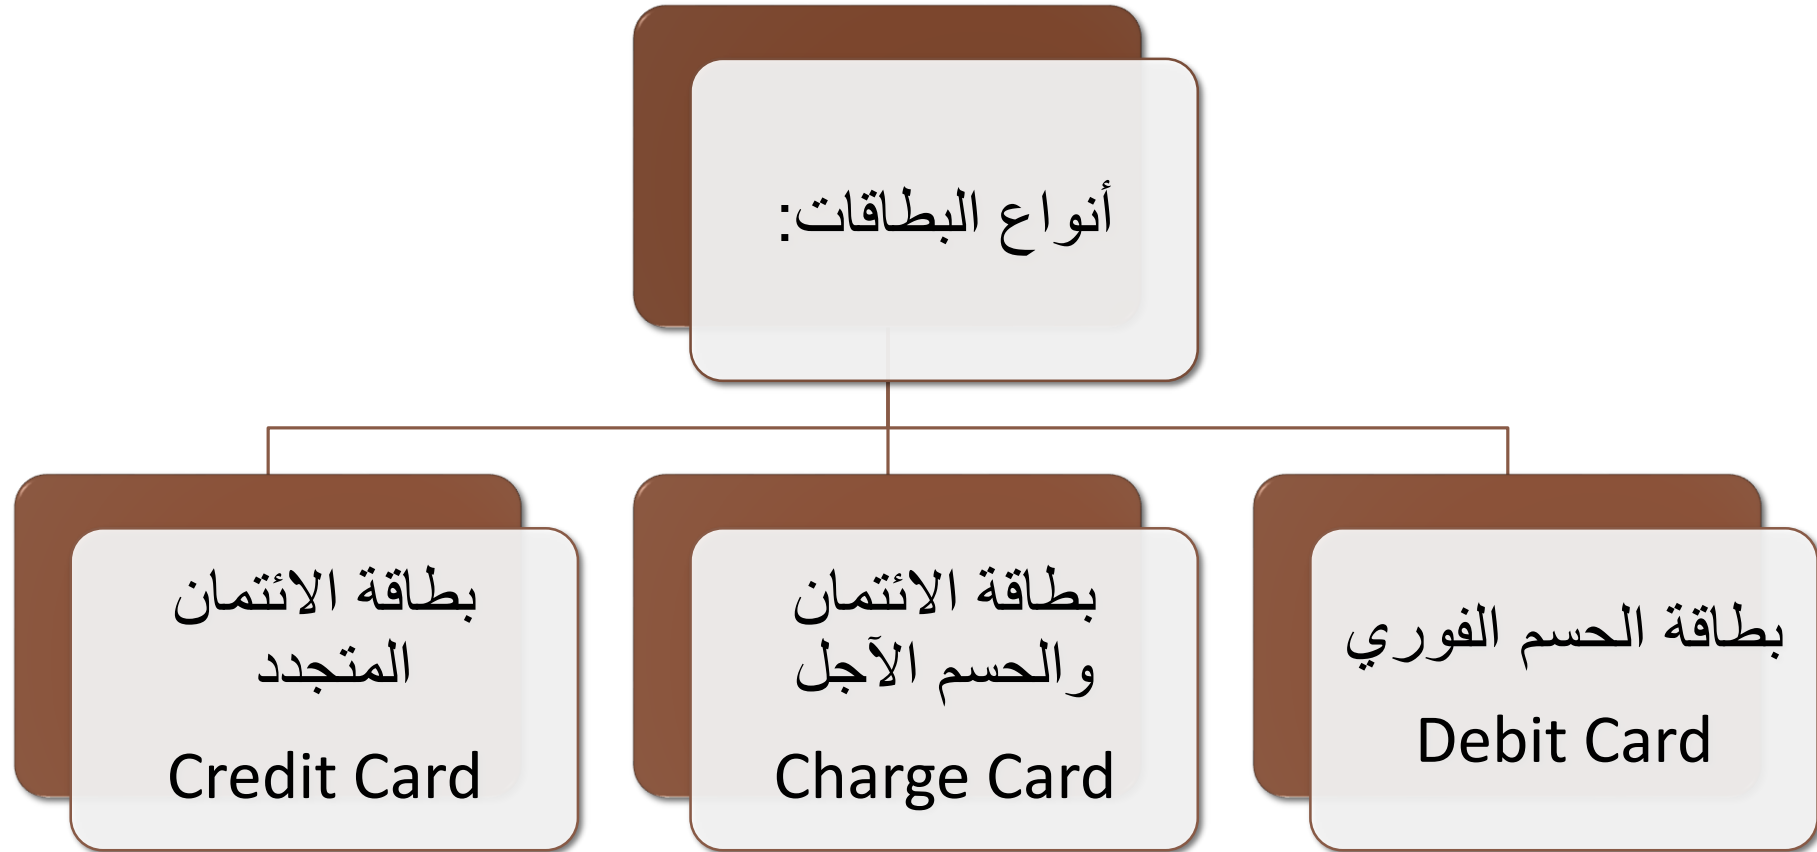 أنواع البطاقات:
بطاقة الحسم الفوري
Debit Card
بطاقة الائتمان
والحسم الآجل
Charge Card
بطاقة الائتمان
المتجدد
Credit Card